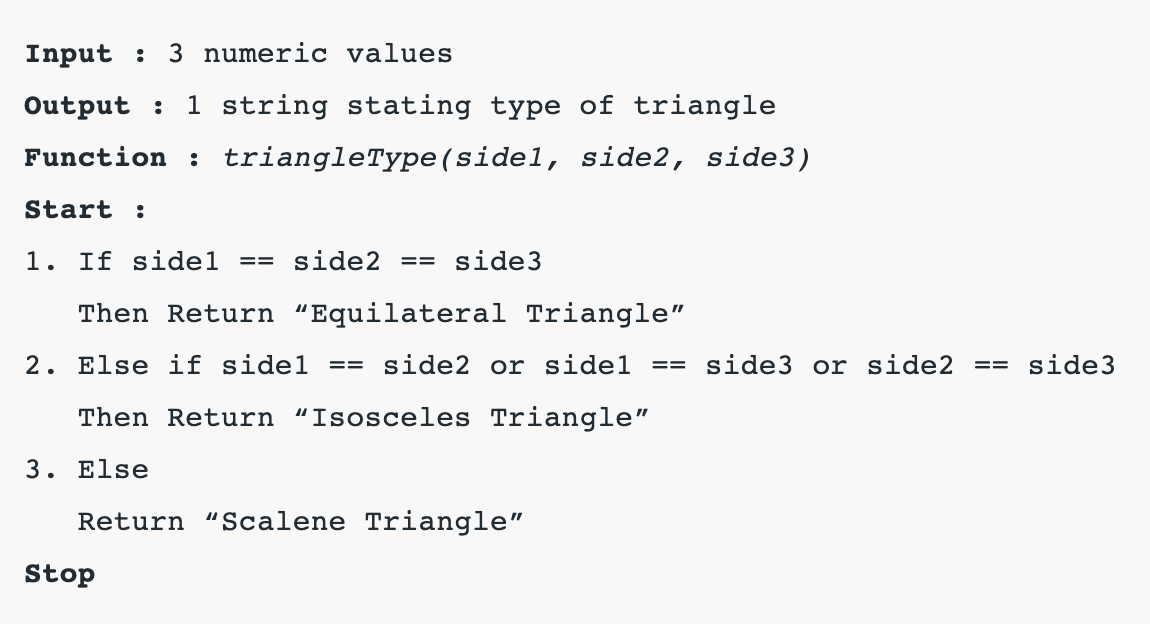 Input : 3 numeric values
Output : 1 string stating type of triangle
Function : triangleType(side1, side2, side3)
Start :
1. If side1 == side2 == side3
Then Return “Equilateral Triangle”
2. Else if side1 == side2 or side1 == side3 or side2 == side3
Then Return “Isosceles Triangle”
3. Else
Return “Scalene Triangle”
Stop